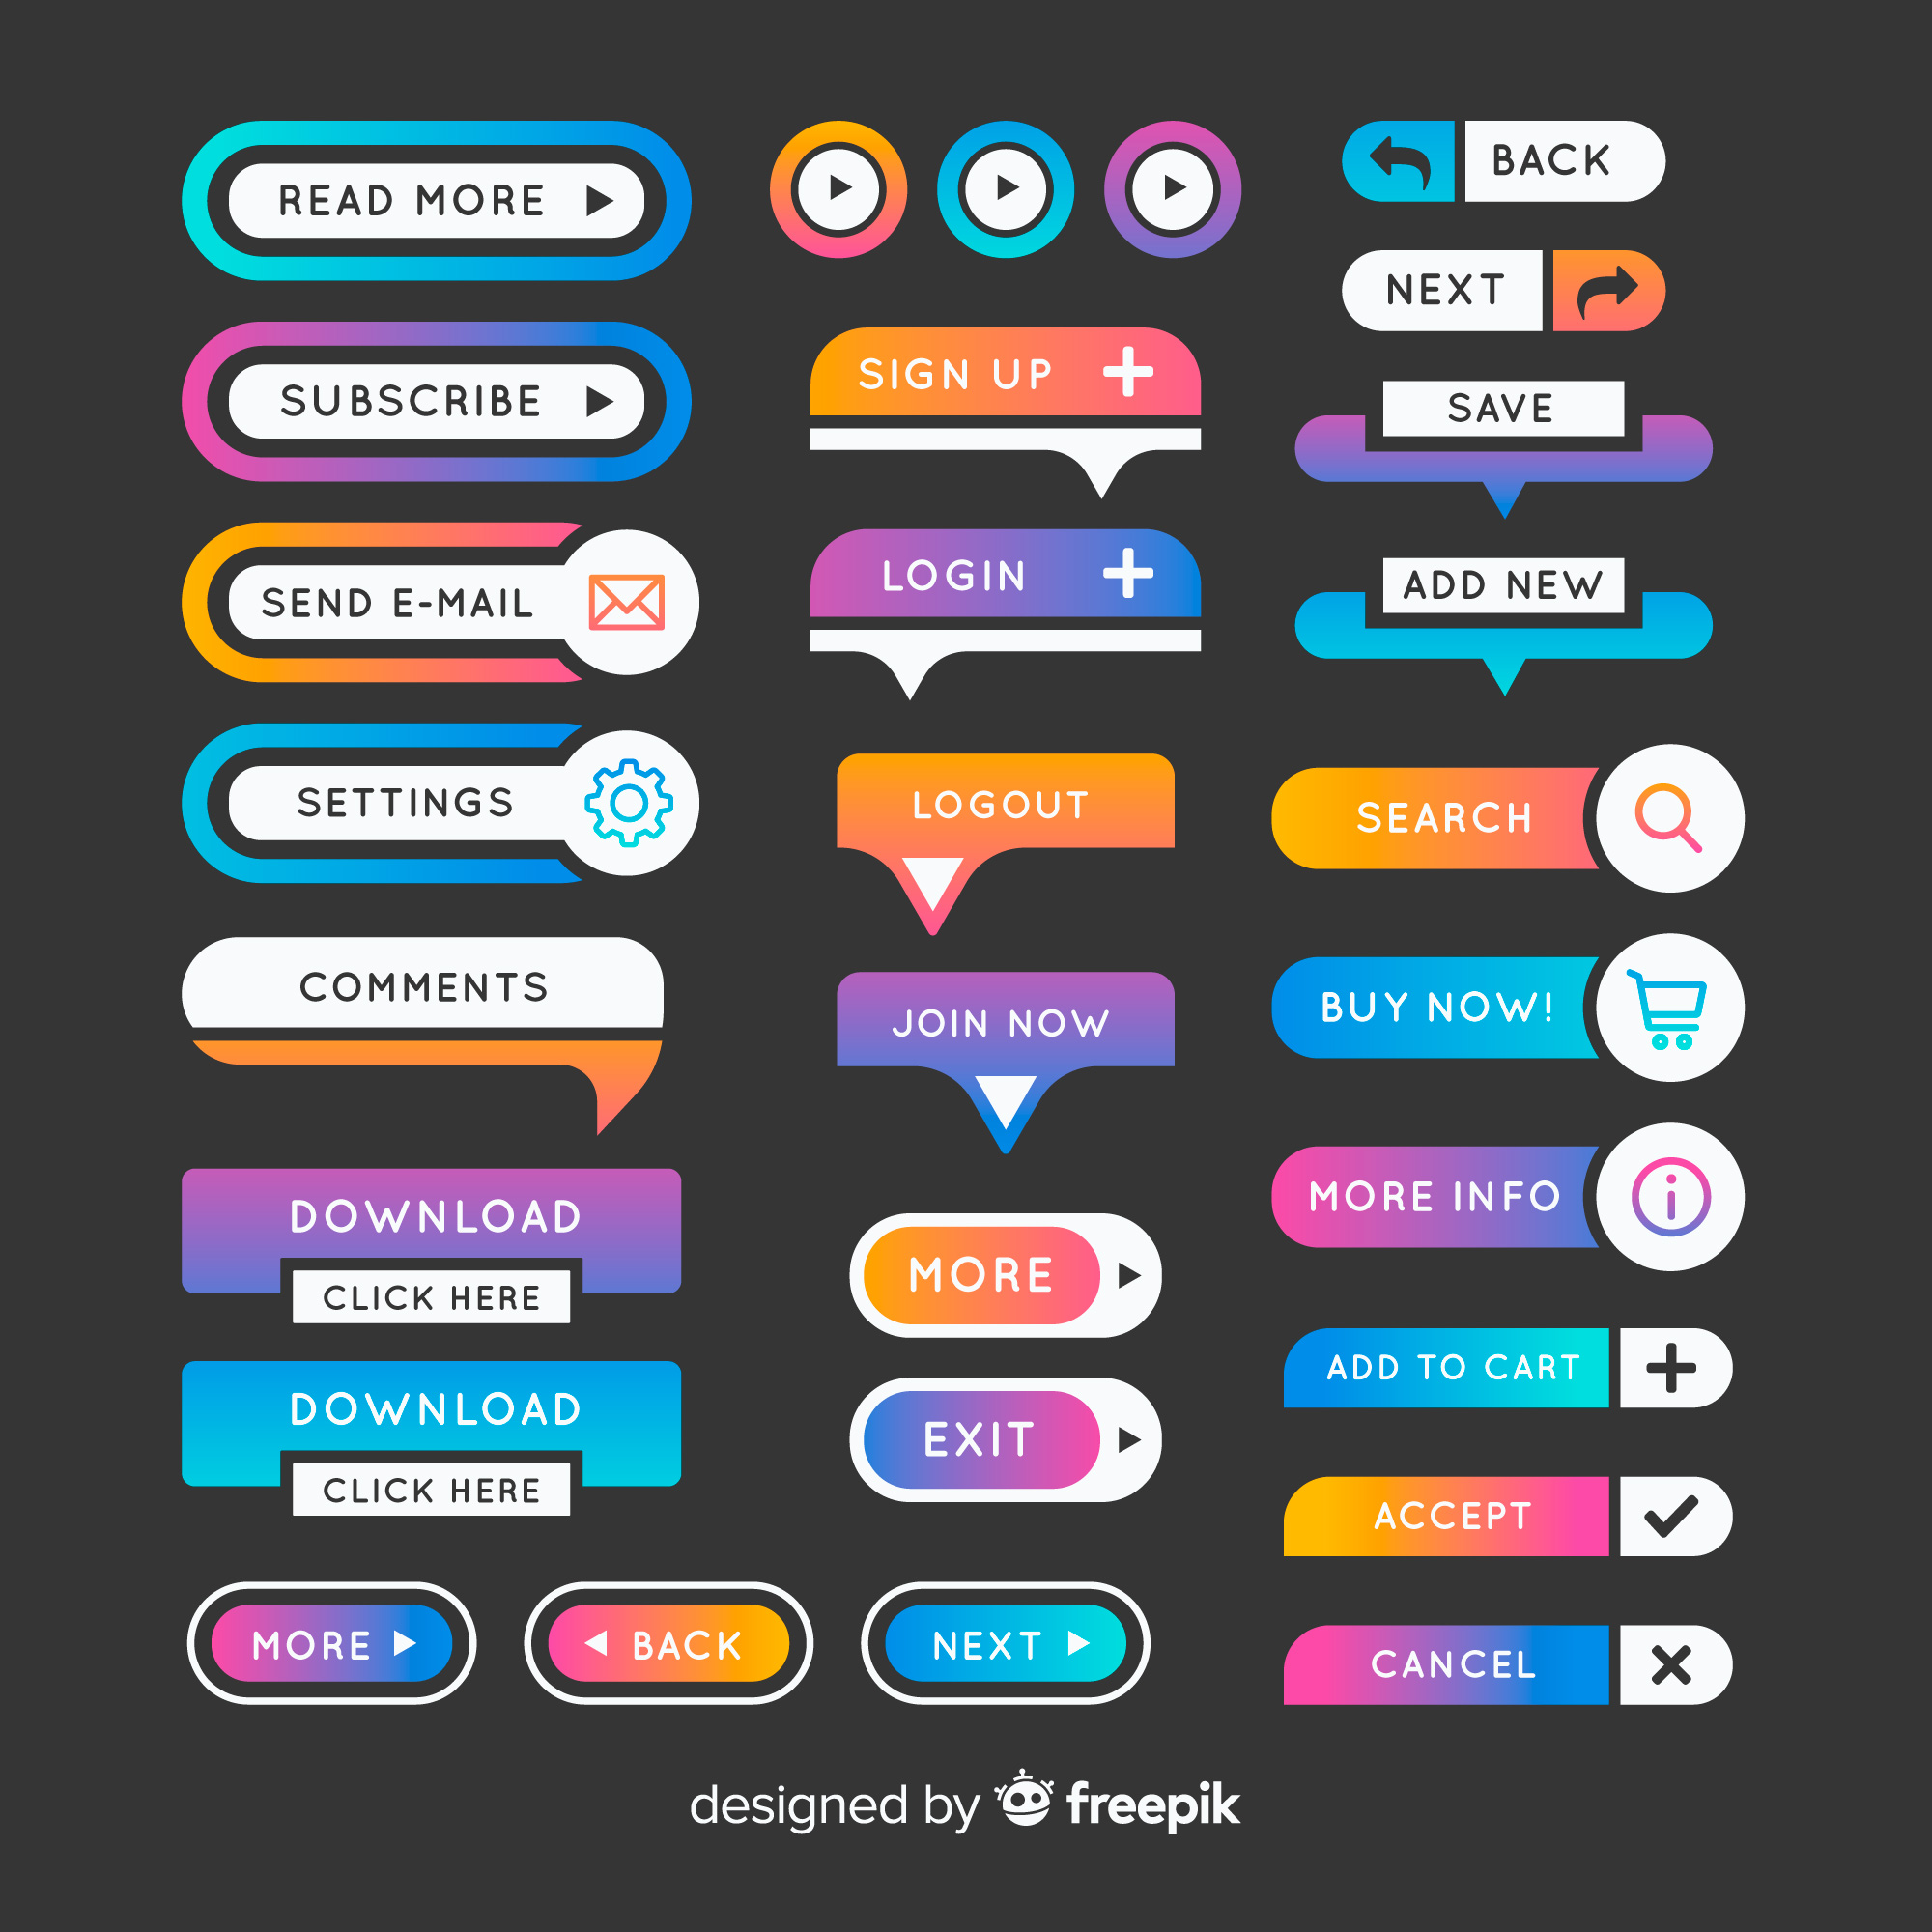 READ MORE
SUBSCRIBE
SEND E-MAIL
SETTINGS
COMMENTS
DOWNLOAD
CLICK HERE
DOWNLOAD
CLICK HERE
SIGN UP
LOGIN
LOGOUT
JOIN NOW
MORE
EXIT
BACK
NEXT
SAVE
ADD NEW
SEARCH
BUY NOW!
MORE INFO
ADD TO CART
ACCEPT
CANCEL
MORE
BACK
NEXT
designed by freepik